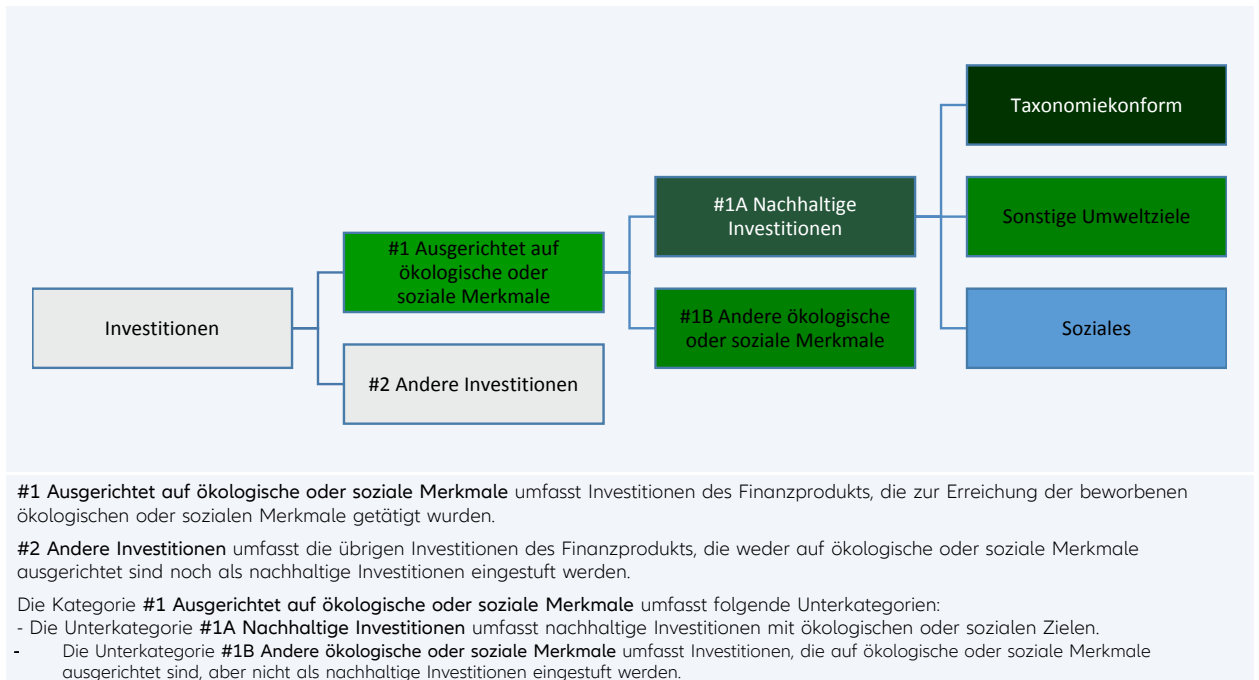 Taxonomiekonform
#1A Nachhaltige
Investitionen
Sonstige Umweltziele
#1 Ausgerichtet auf
ökologische oder
soziale Merkmale
Investitionen
#1B Andere ökologische
oder soziale Merkmale
Soziales
#2 Andere Investitionen
#1 Ausgerichtet auf ökologische oder soziale Merkmale umfasst Investitionen des Finanzprodukts, die zur Erreichung der beworbenen
ökologischen oder sozialen Merkmale getätigt wurden.
#2 Andere Investitionen umfasst die übrigen Investitionen des Finanzprodukts, die weder auf ökologische oder soziale Merkmale
ausgerichtet sind noch als nachhaltige Investitionen eingestuft werden.
Die Kategorie #1 Ausgerichtet auf ökologische oder soziale Merkmale umfasst folgende Unterkategorien:
- Die Unterkategorie #1A Nachhaltige Investitionen umfasst nachhaltige Investitionen mit ökologischen oder sozialen Zielen.
- Die Unterkategorie #1B Andere ökologische oder soziale Merkmale umfasst Investitionen, die auf ökologische oder soziale Merkmale
ausgerichtet sind, aber nicht als nachhaltige Investitionen eingestuft werden.